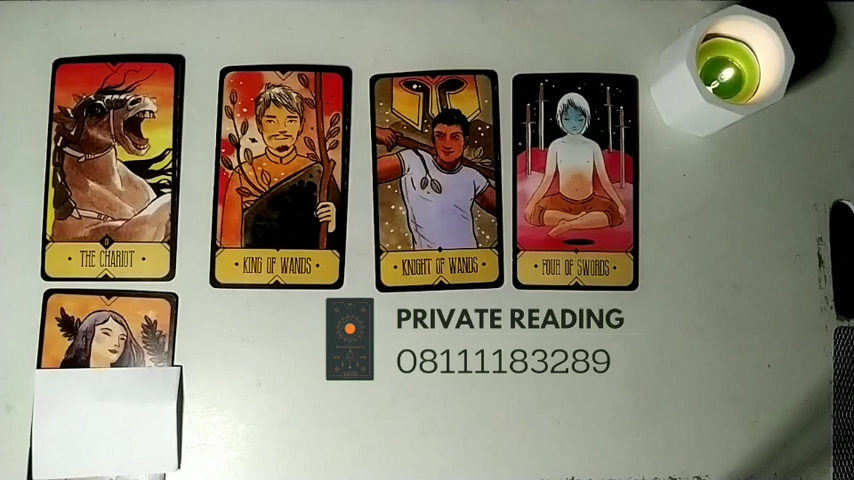 THE CHARIOT
KING OF WANDS
KNIGHT OF WANDS
FOUR OF SWORDS
PRIVATE READING
08111183289